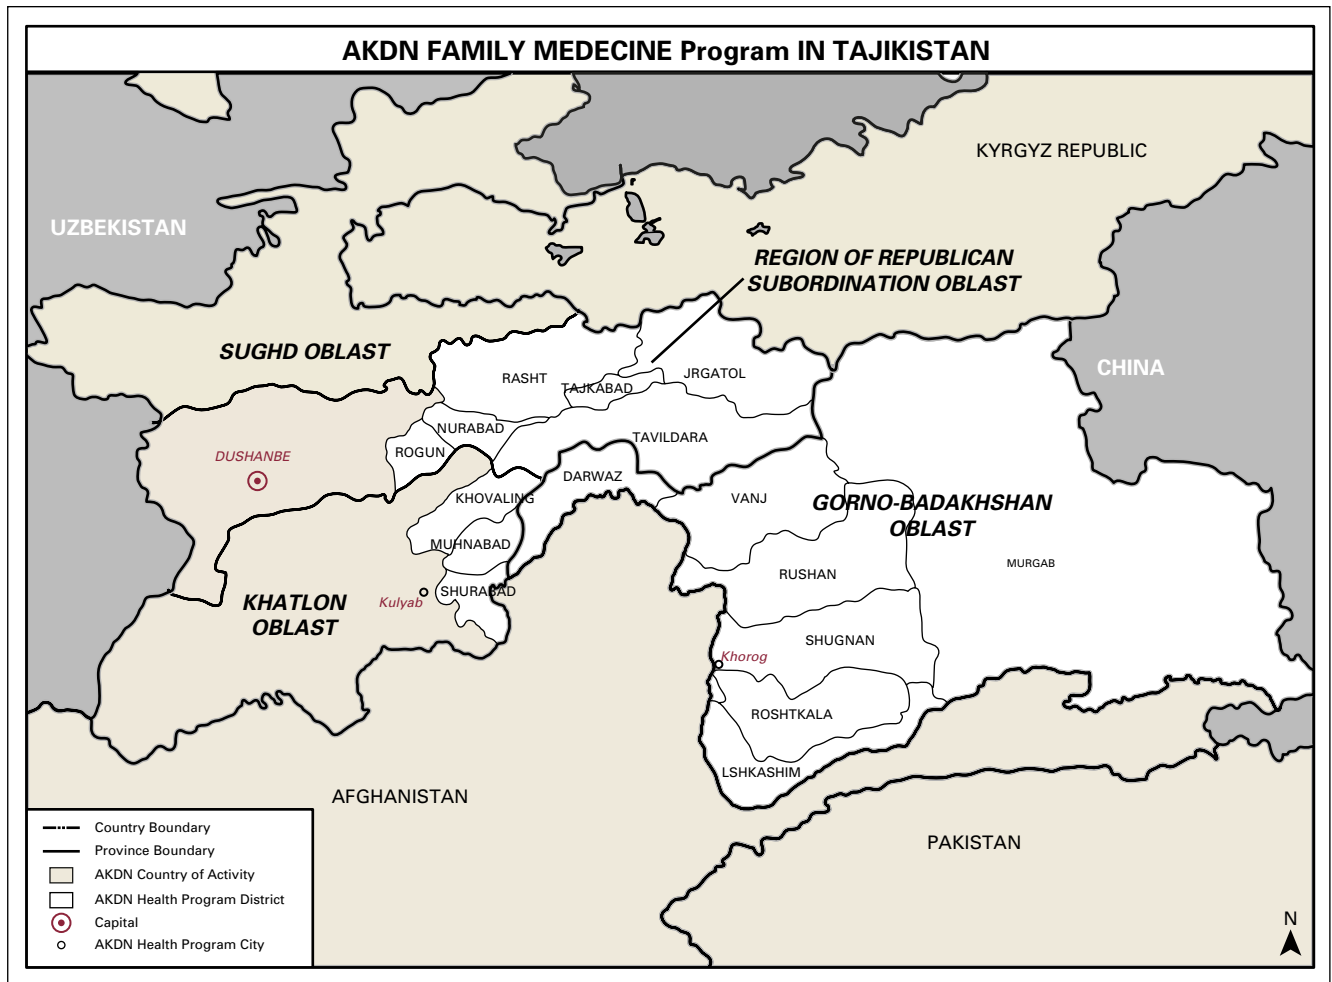 AKDN FAMILY MEDECINE Program IN TAJIKISTAN
KYRGYZ REPUBLIC
UZBEKISTAN
REGION OF REPUBLICAN
SUBORDINATION OBLAST
SUGHD OBLAST
CHINA
RASHT
TAJKABAD
JRGATOL
NURABAD
TAVILDARA
ROGUN
DUSHANBE
DARWAZ
KHOVALING
VANJ
GORNO-BADAKHSHAN
OBLAST
MUHNABAD
MURGAB
RUSHAN
SHURABAD
Kulyab
KHATLON
OBLAST
SHUGNAN
Khorog
ROSHTKALA
LSHKASHIM
AFGHANISTAN
PAKISTAN
Country Boundary
Province Boundary
AKDN Country of Activity
AKDN Health Program District
Capital
AKDN Health Program City
N